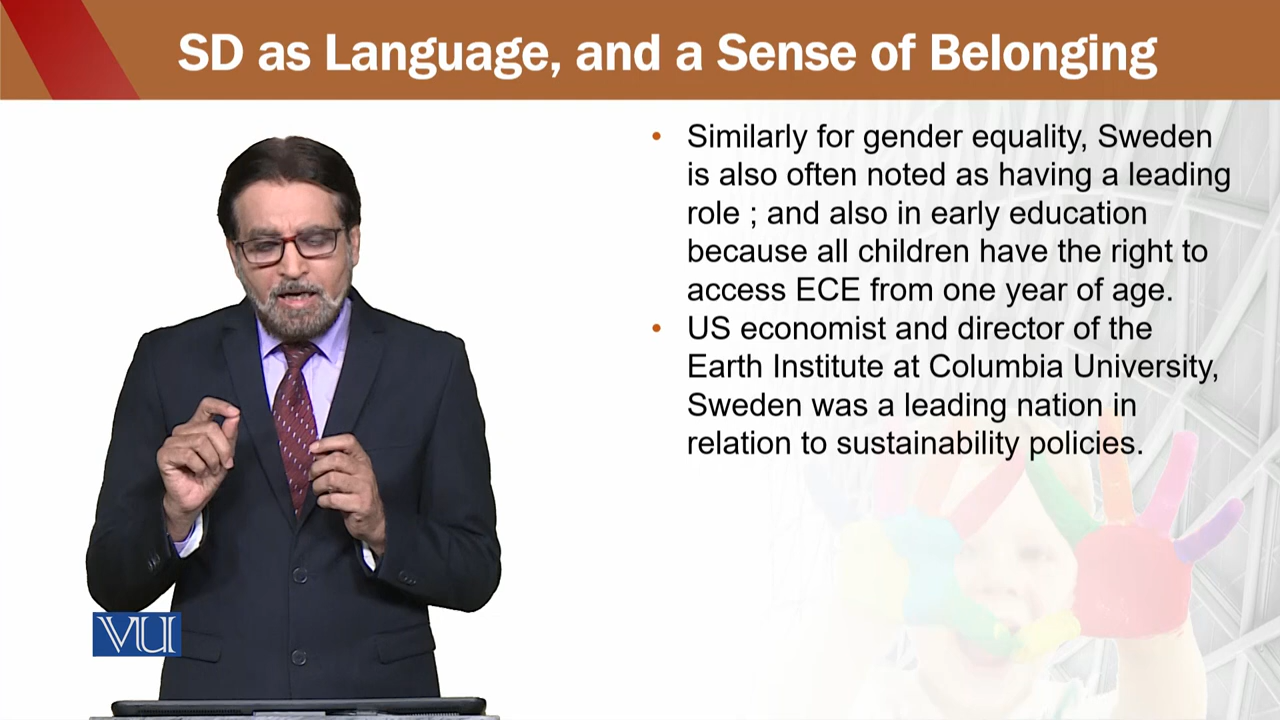 SD as Language, and a Sense of Belonging
• Similarly for gender equality, Sweden
is also often noted as having a leading
role ; and also in early education
because all children have the right to
access ECE from one year of age.
• US economist and director of the
Earth Institute at Columbia University,
Sweden was a leading nation in
relation to sustainability policies.
VU